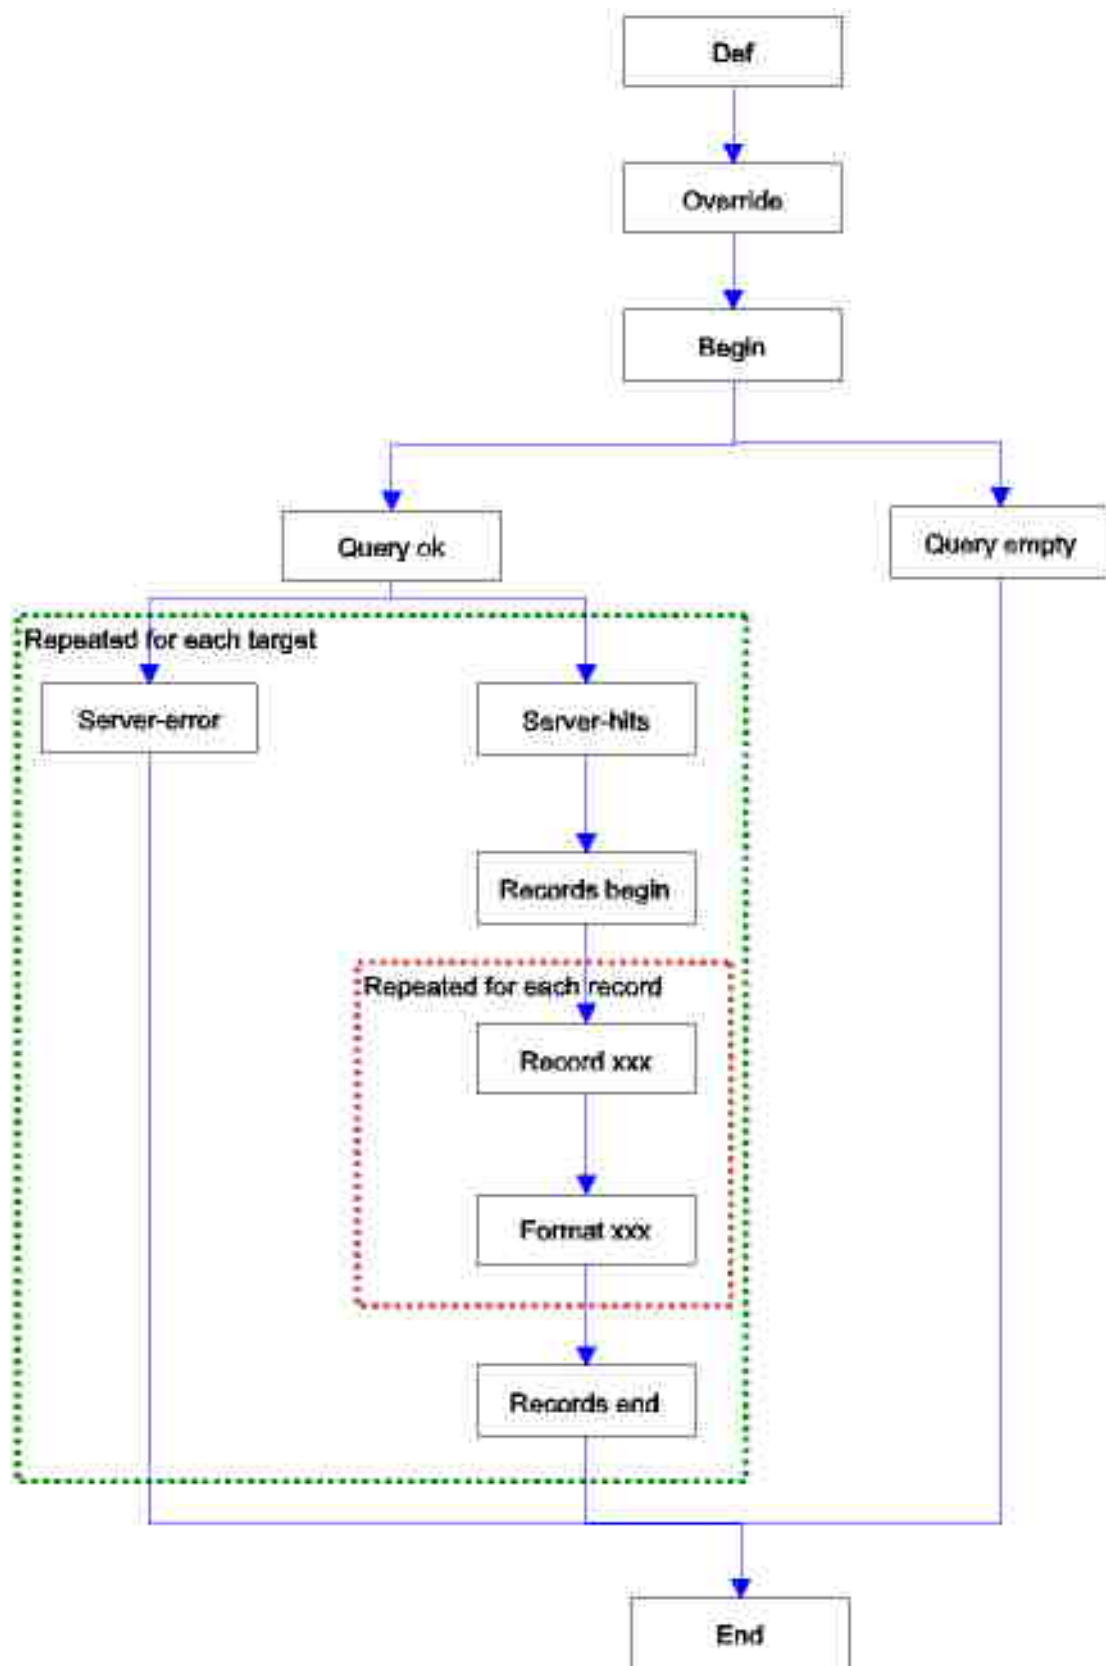 Def
Override
Begin
Query ok
Query empty
Repeated for each target
Server-error
Server-hits
Records begin
Repeated for each record
Record xxx
Format xxx
Records end
End